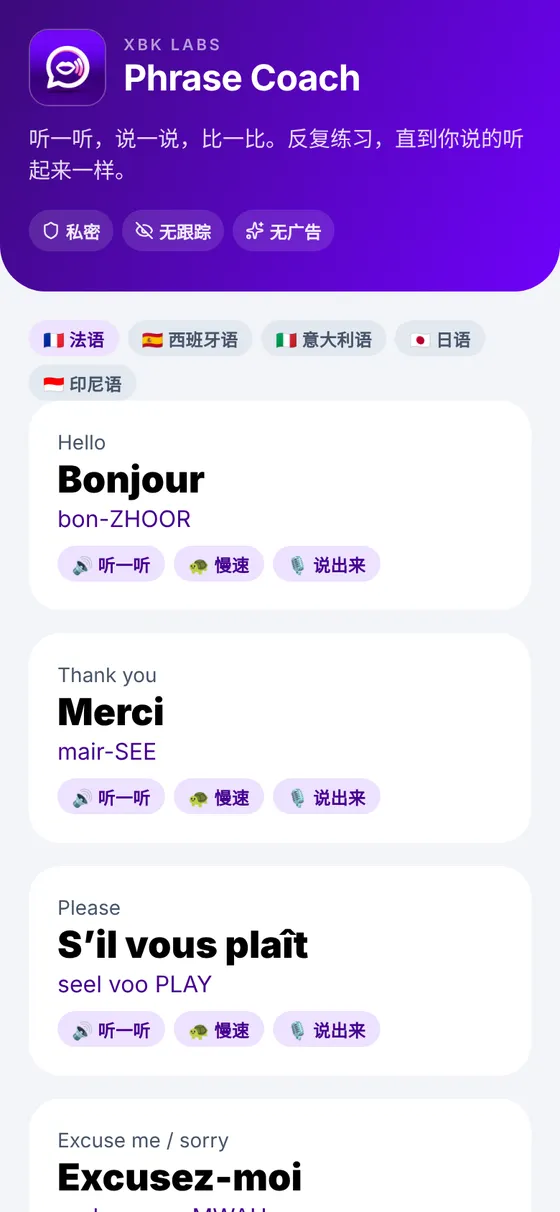 XBK LABS
Phrase Coach
听一听，说一说，比一比。反复练习，直到你说的听
起来一样。
私密 无跟踪 无广告
法语 西班牙语 意大利语 日语
印尼语
Hello
Bonjour
bon-ZHOOR
听一听 慢速 说出来
Thank you
Merci
mair-SEE
听一听 慢速 说出来
Please
S’il vous plaît
seel voo PLAY
听一听 慢速 说出来
Excuse me / sorry
Excusez-moi